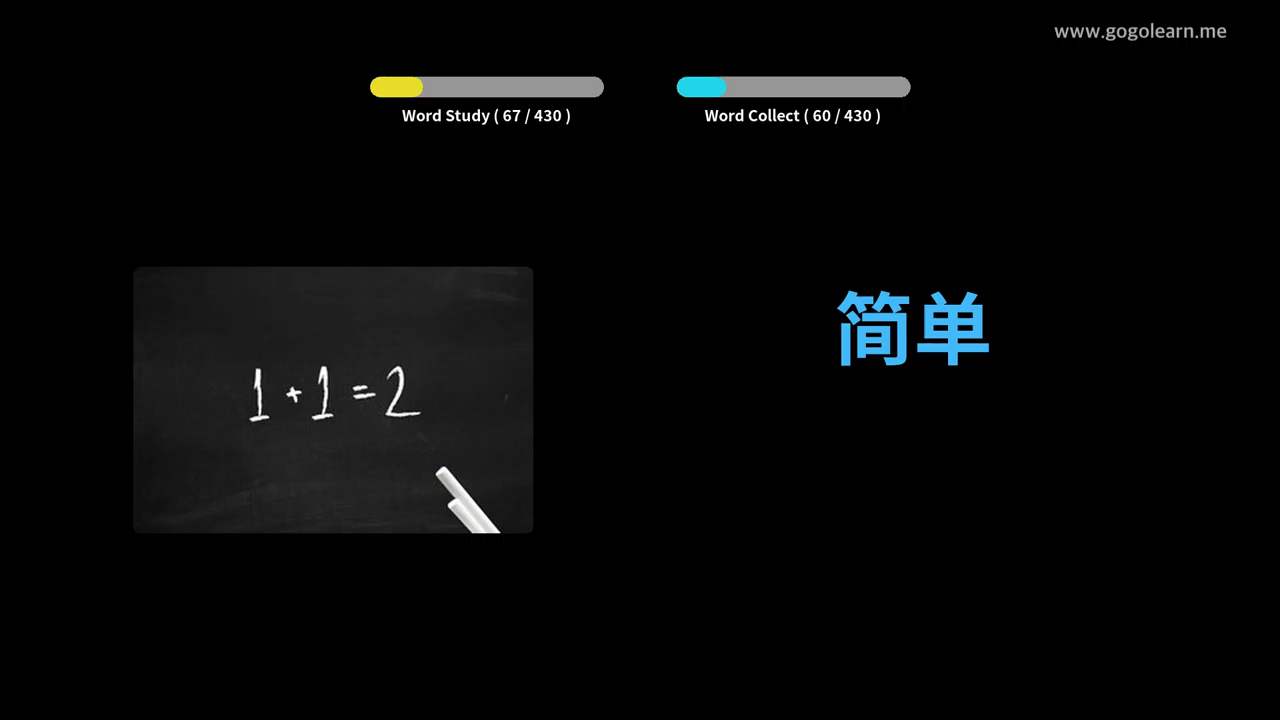 www.gogolearn.me
Word Study ( 67 / 430 )
Word Collect ( 60 / 430 )
简单
1 + 1 = 2